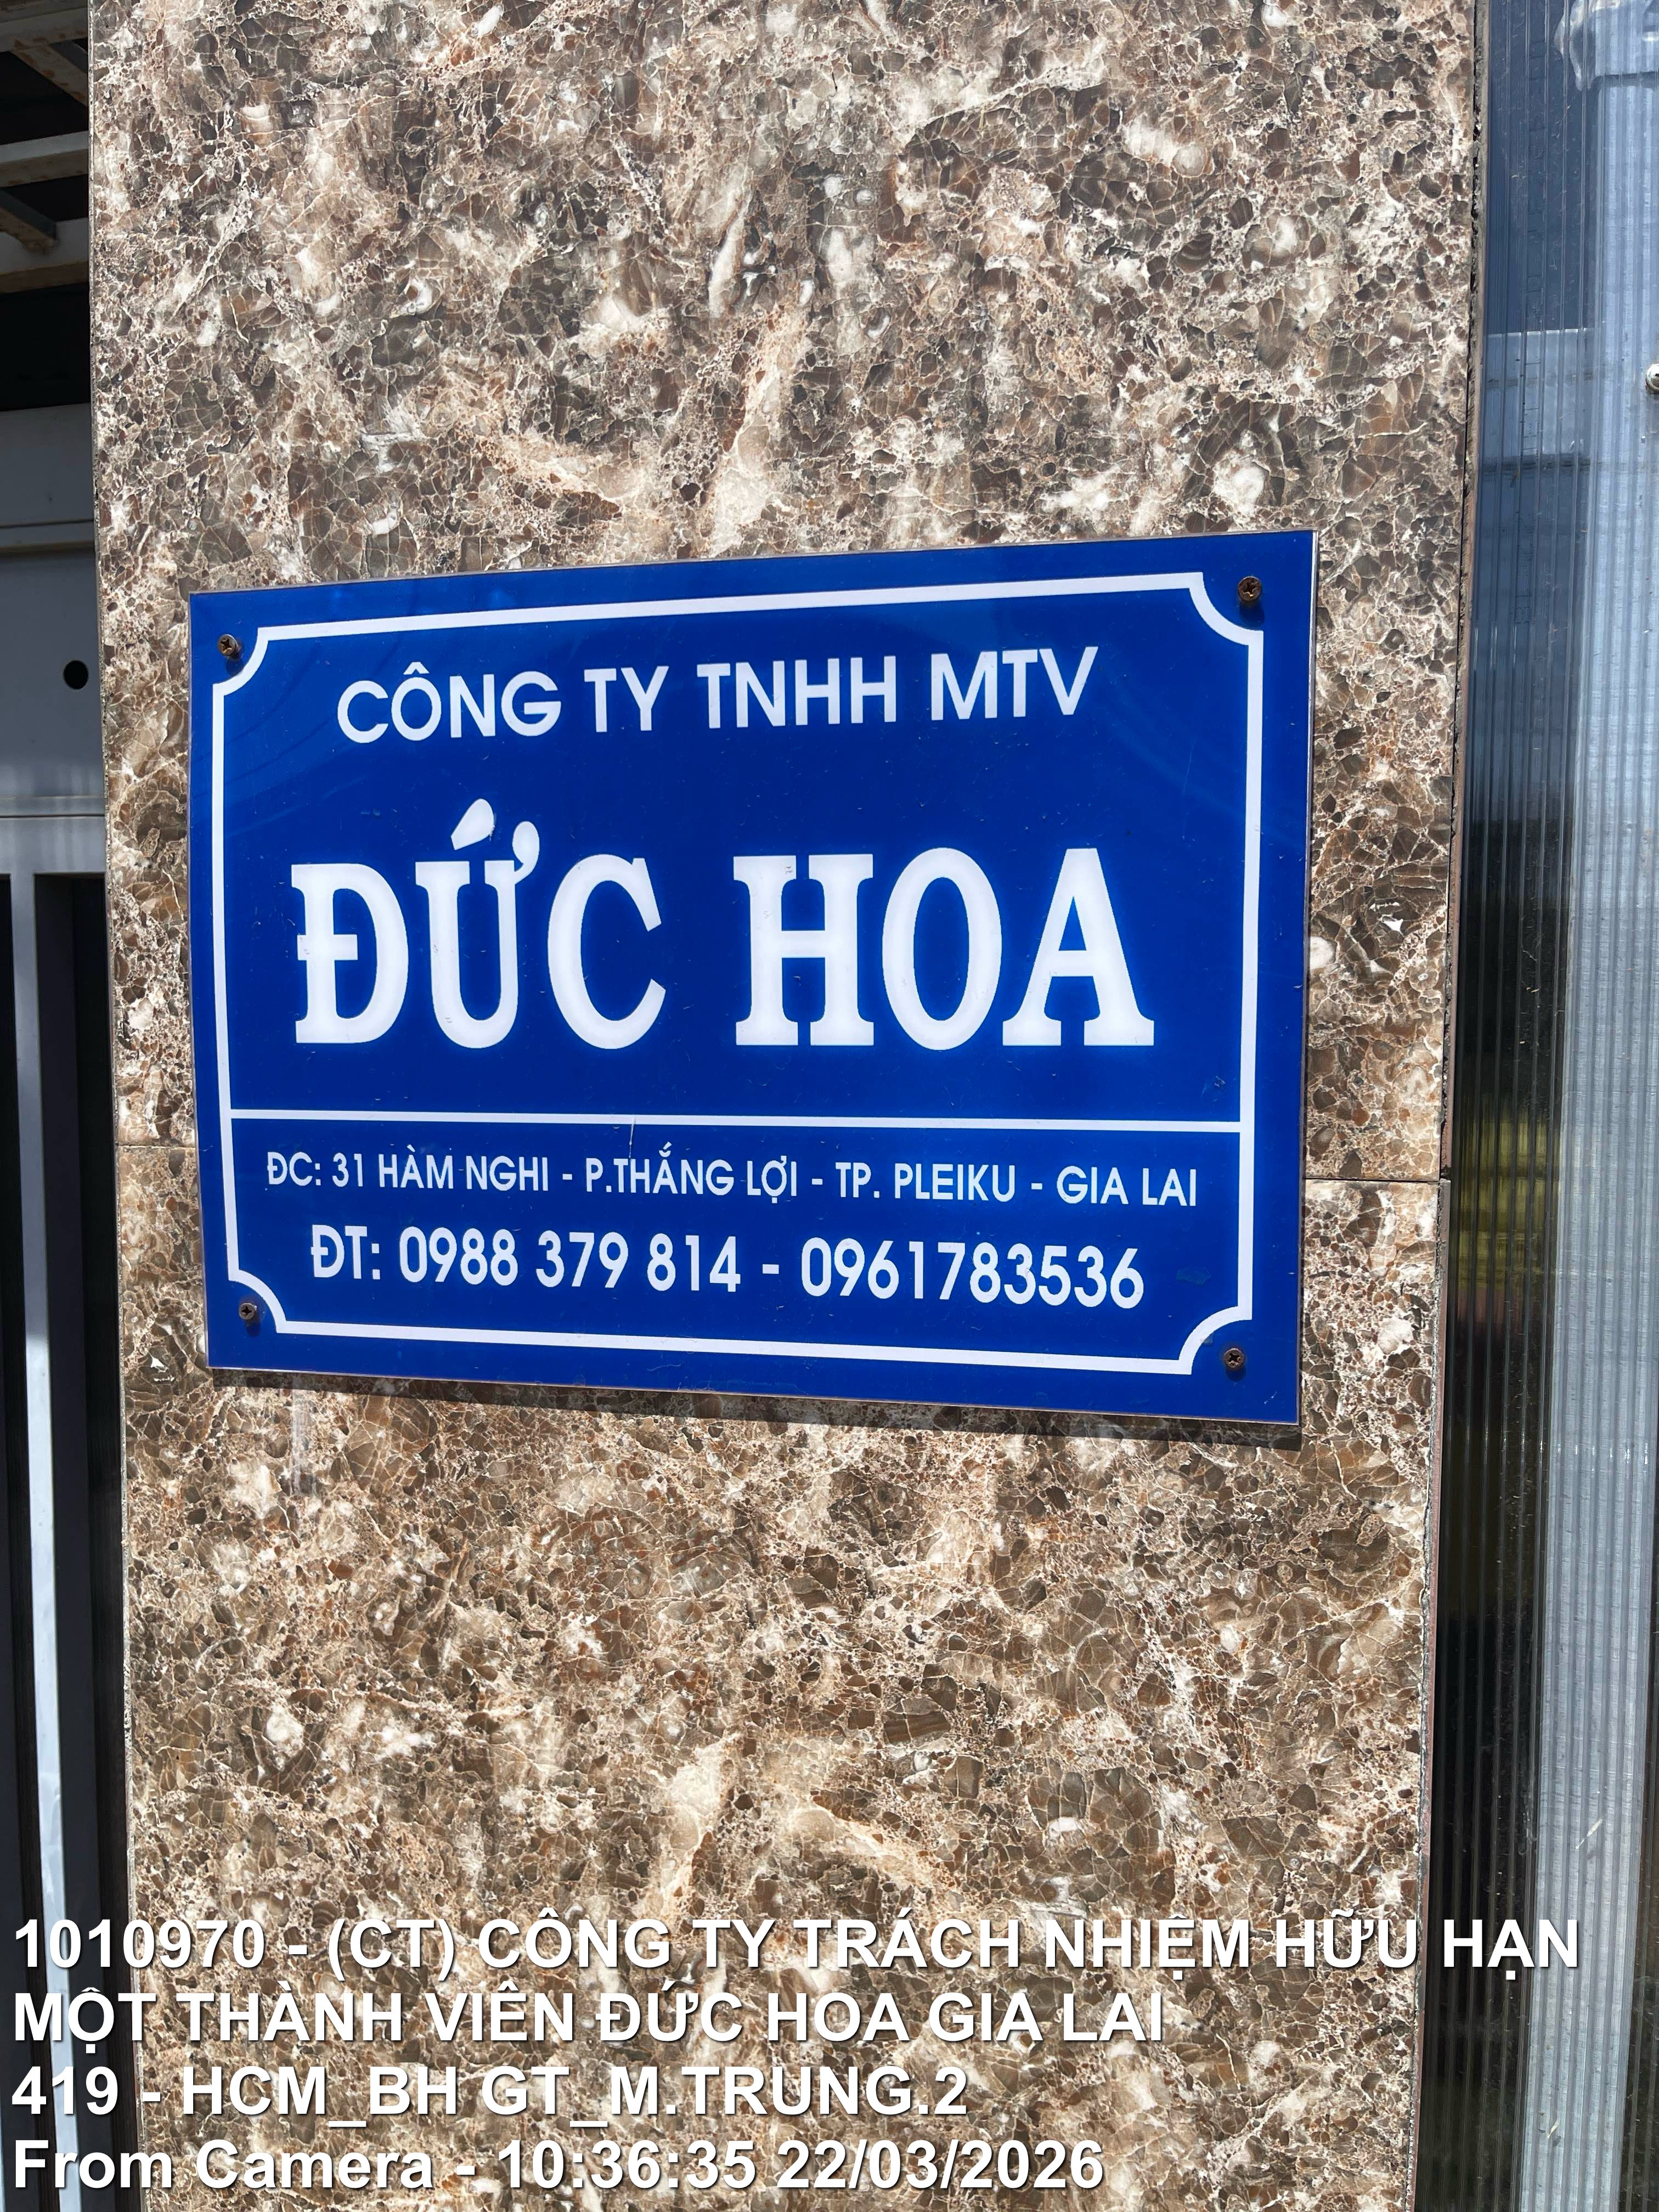 CÔNG TY TNHH MTV
ĐỨC HOA
ĐC: 31 HÀM NGHI - P.THẮNG LỢI - TP. PLEIKU - GIA LAI
ĐT: 0988 379 814 - 0961783536
1010970 - (CT) CÔNG TY TRÁCH NHIỆM HỮU HẠN
MỘT THÀNH VIÊN ĐỨC HOA GIA LAI
419 - HCM_BH GT_M.TRUNG.2
From Camera - 10:36:35 22/03/2026